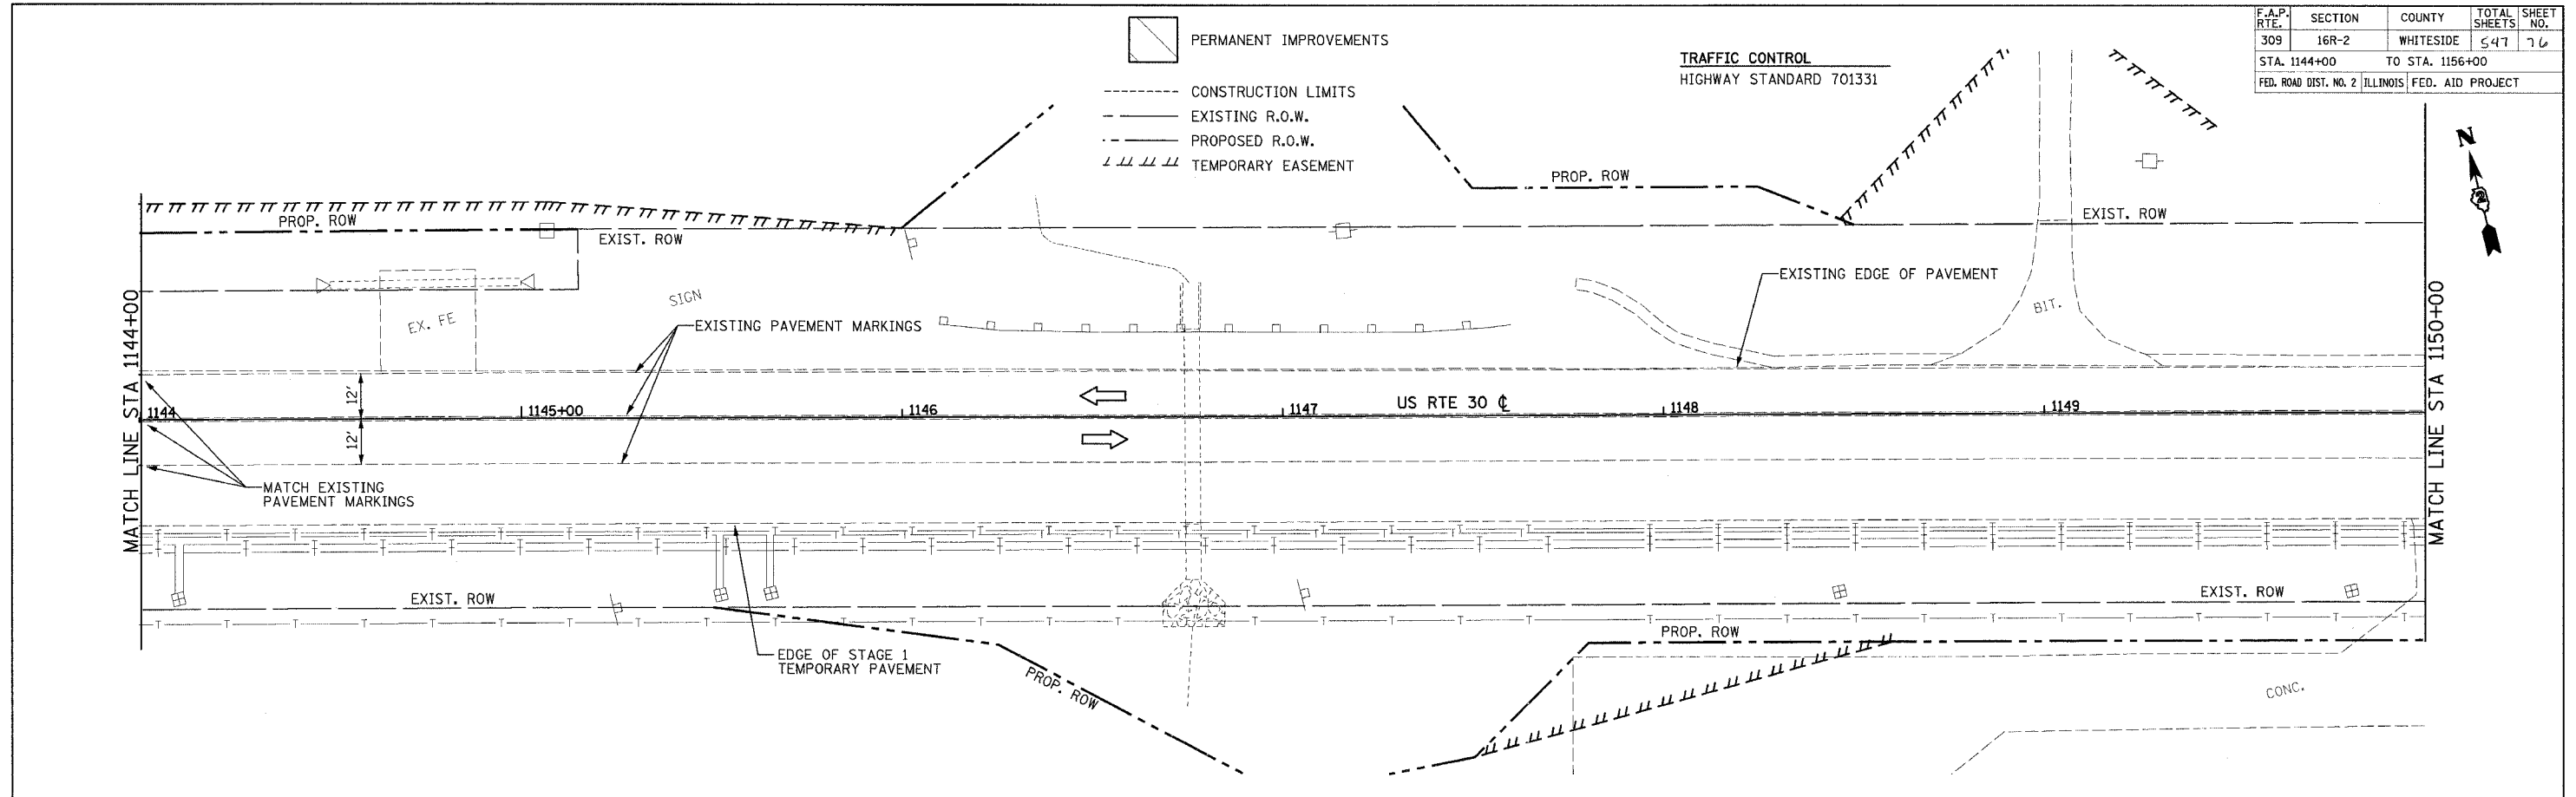 PERMANENT IMPROVEMENTS
CONSTRUCTION LIMITS
EXISTING R.O.W.
PROPOSED R.O.W.
TEMPORARY EASEMENT
TRAFFIC CONTROL
HIGHWAY STANDARD 701331
F.A.P. RTE. SECTION COUNTY TOTAL SHEETS SHEET NO.
309 16R-2 WHITESIDE 547 76
STA. 1144+00 TO STA. 1156+00
FED. ROAD DIST. NO. 2 ILLINOIS FED. AID PROJECT
N
2
PROP. ROW
PROP. ROW
EXIST. ROW
EXIST. ROW
EXISTING EDGE OF PAVEMENT
SIGN
EX. FE
EXISTING PAVEMENT MARKINGS
BIT.
MATCH LINE STA 1144+00
MATCH LINE STA 1150+00
12'
12'
1144
1145+00
1146
1147
US RTE 30 ℄
1148
1149
MATCH EXISTING
PAVEMENT MARKINGS
EXIST. ROW
EXIST. ROW
PROP. ROW
EDGE OF STAGE 1
TEMPORARY PAVEMENT
PROP. ROW
CONC.